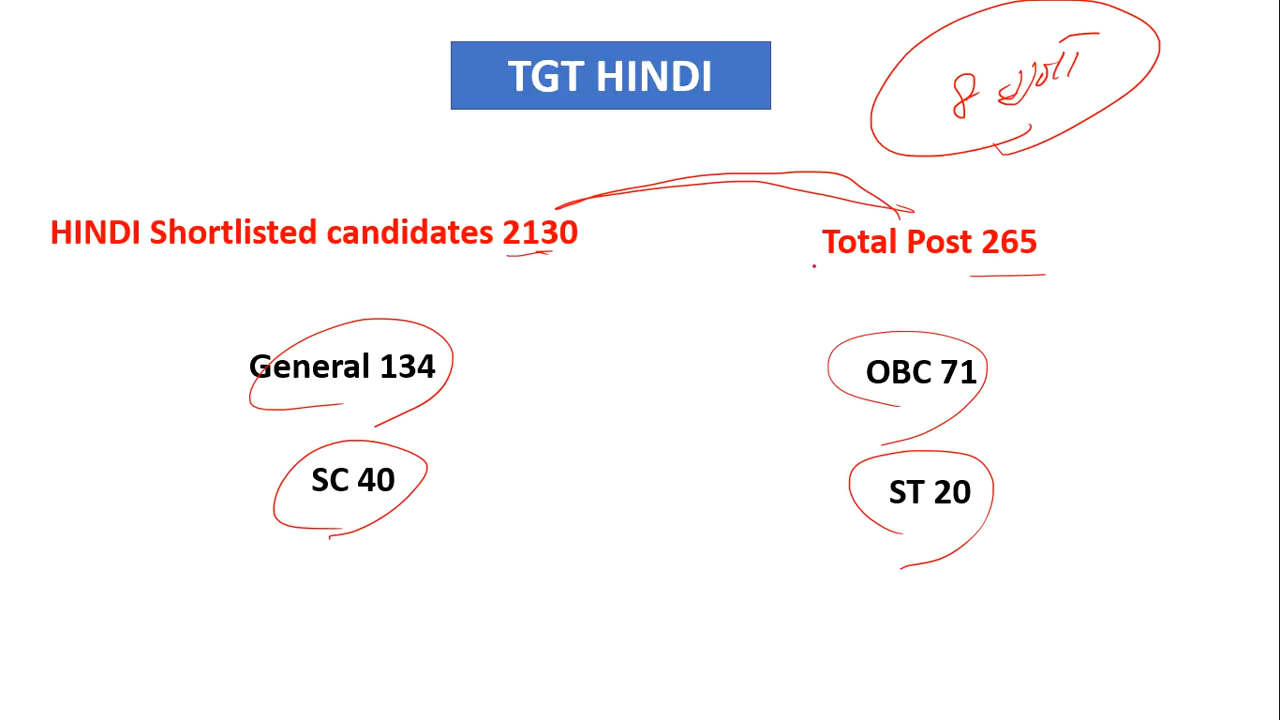 TGT HINDI
8
HINDI Shortlisted candidates 2130
Total Post 265
General 134
OBC 71
SC 40
ST 20